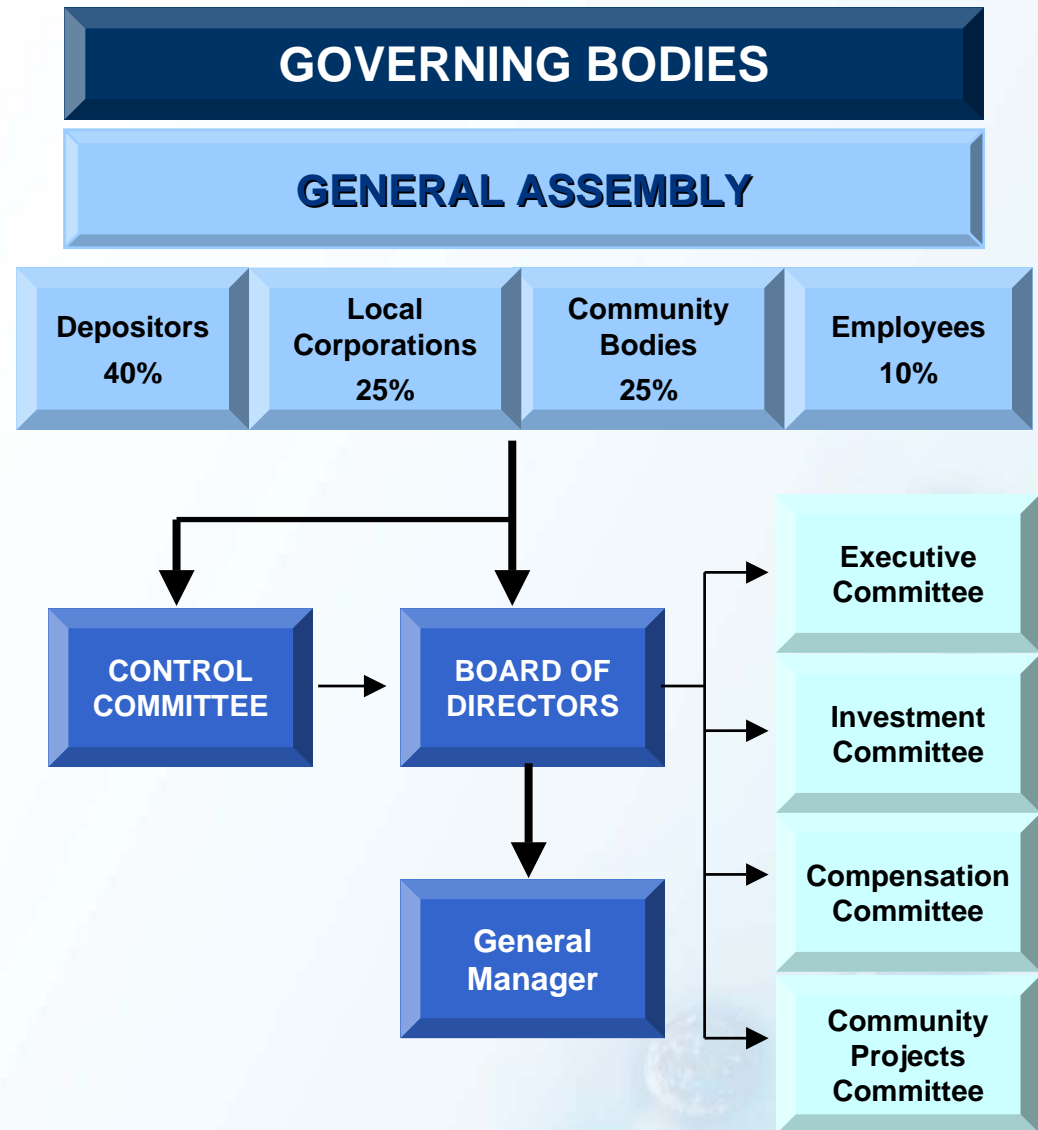 GOVERNING BODIES
GENERAL ASSEMBLY
Depositors
40%
Local
Corporations
25%
Community
Bodies
25%
Employees
10%
CONTROL
COMMITTEE
BOARD OF
DIRECTORS
General
Manager
Executive
Committee
Investment
Committee
Compensation
Committee
Community
Projects
Committee